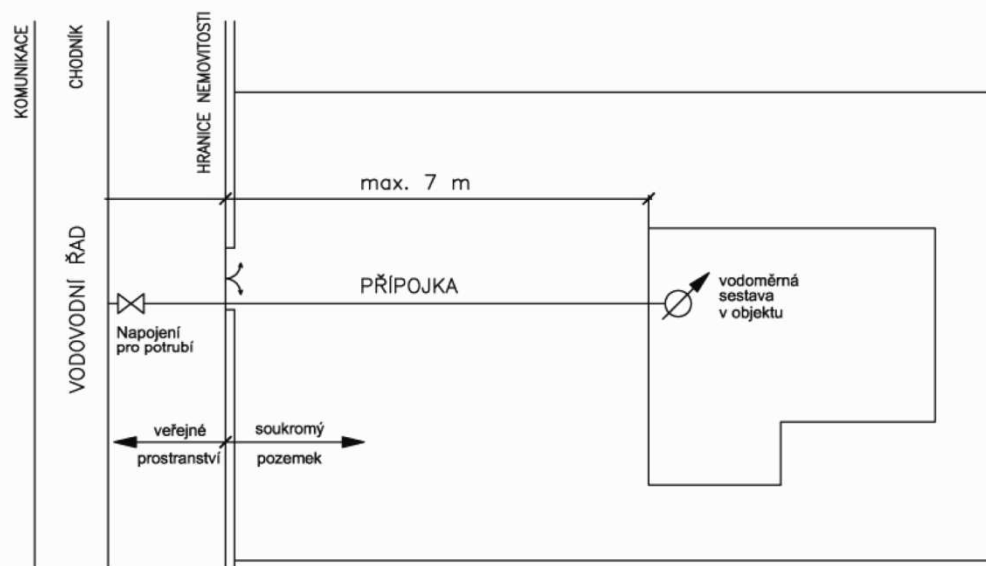 KOMUNIKACE
CHODNÍK
HRANICE NEMOVITOSTI
max. 7 m
VODOVODNÍ ŘAD
PŘÍPOJKA
vodoměrná
sestava
v objektu
Napojení
pro potrubí
veřejné
prostranství
soukromý
pozemek